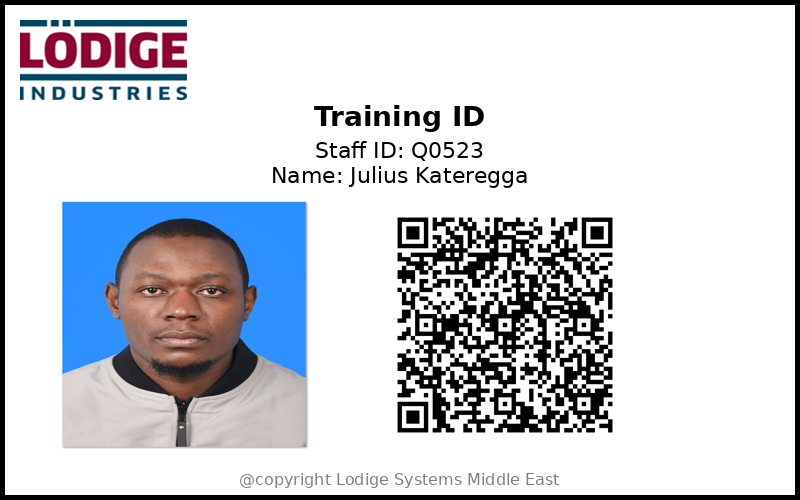 LÖDIGE
INDUSTRIES
Training ID
Staff ID: Q0523
Name: Julius Kateregga
@copyright Lodige Systems Middle East